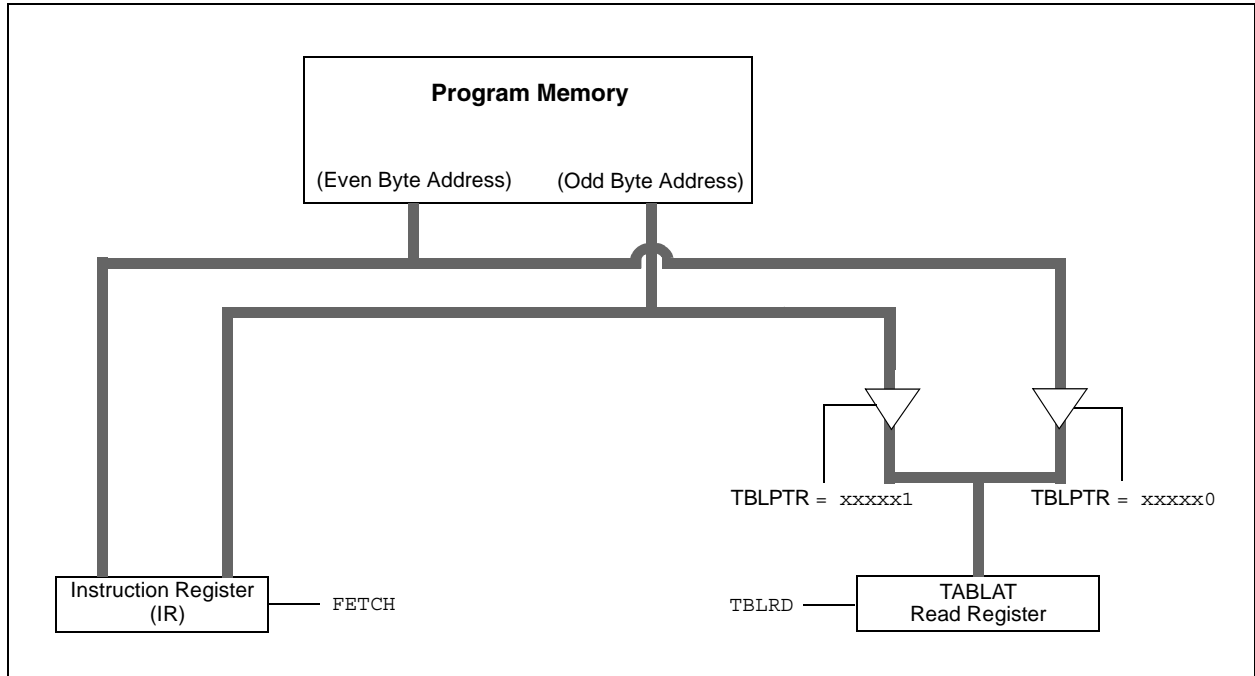 Program Memory
(Even Byte Address) (Odd Byte Address)
TBLPTR = xxxxx1 TBLPTR = xxxxx0
Instruction Register
(IR)
FETCH
TBLRD
TABLAT
Read Register